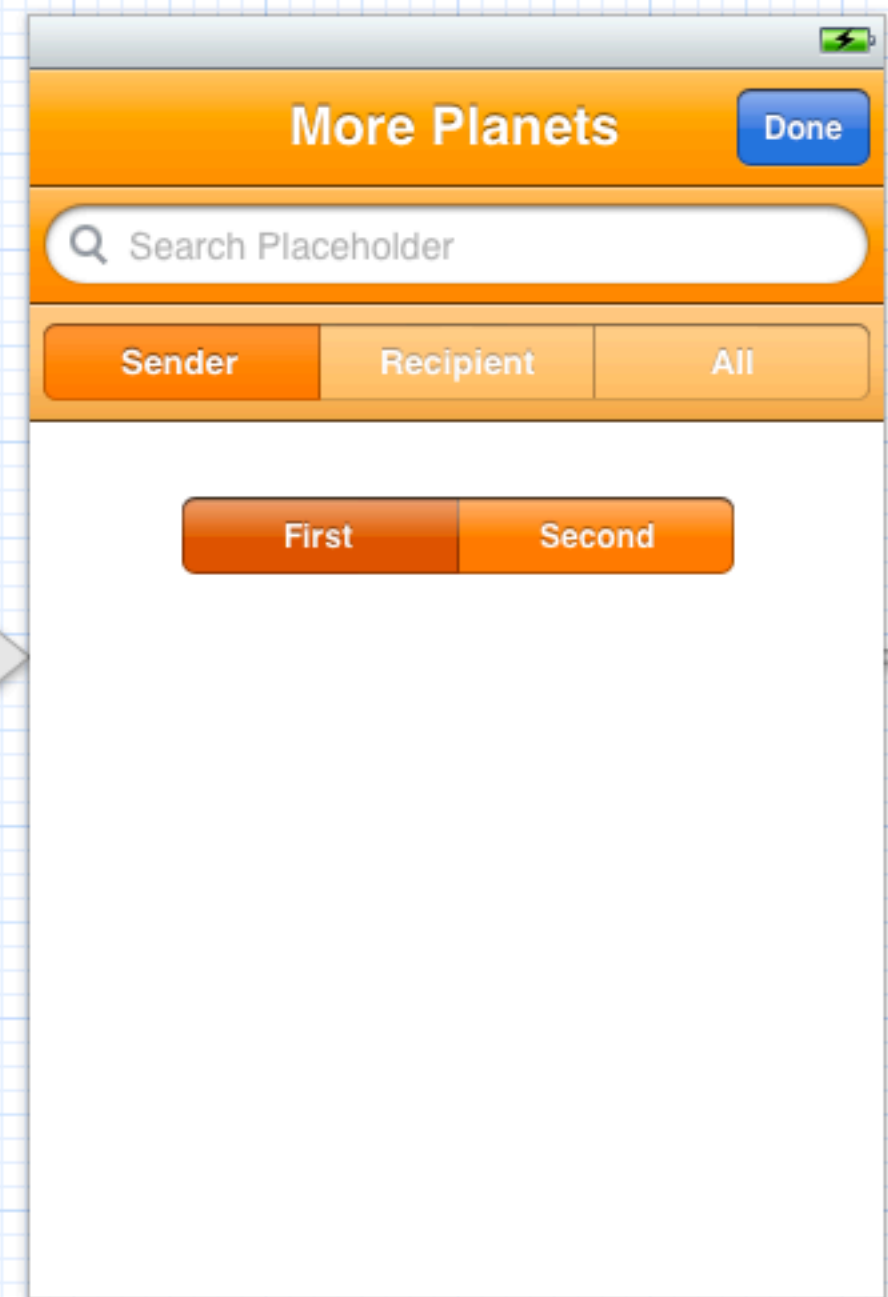 More Planets Done
Search Placeholder
Sender Recipient All
First Second